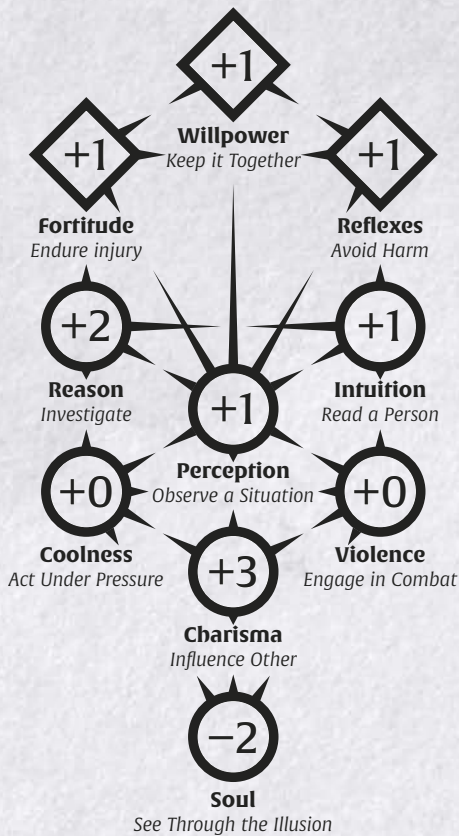 +1
Willpower
Keep it Together
+1
Fortitude
Endure injury
+1
Reflexes
Avoid Harm
+2
Reason
Investigate
+1
Intuition
Read a Person
+1
Perception
Observe a Situation
+0
Coolness
Act Under Pressure
+0
Violence
Engage in Combat
+3
Charisma
Influence Other
−2
Soul
See Through the Illusion